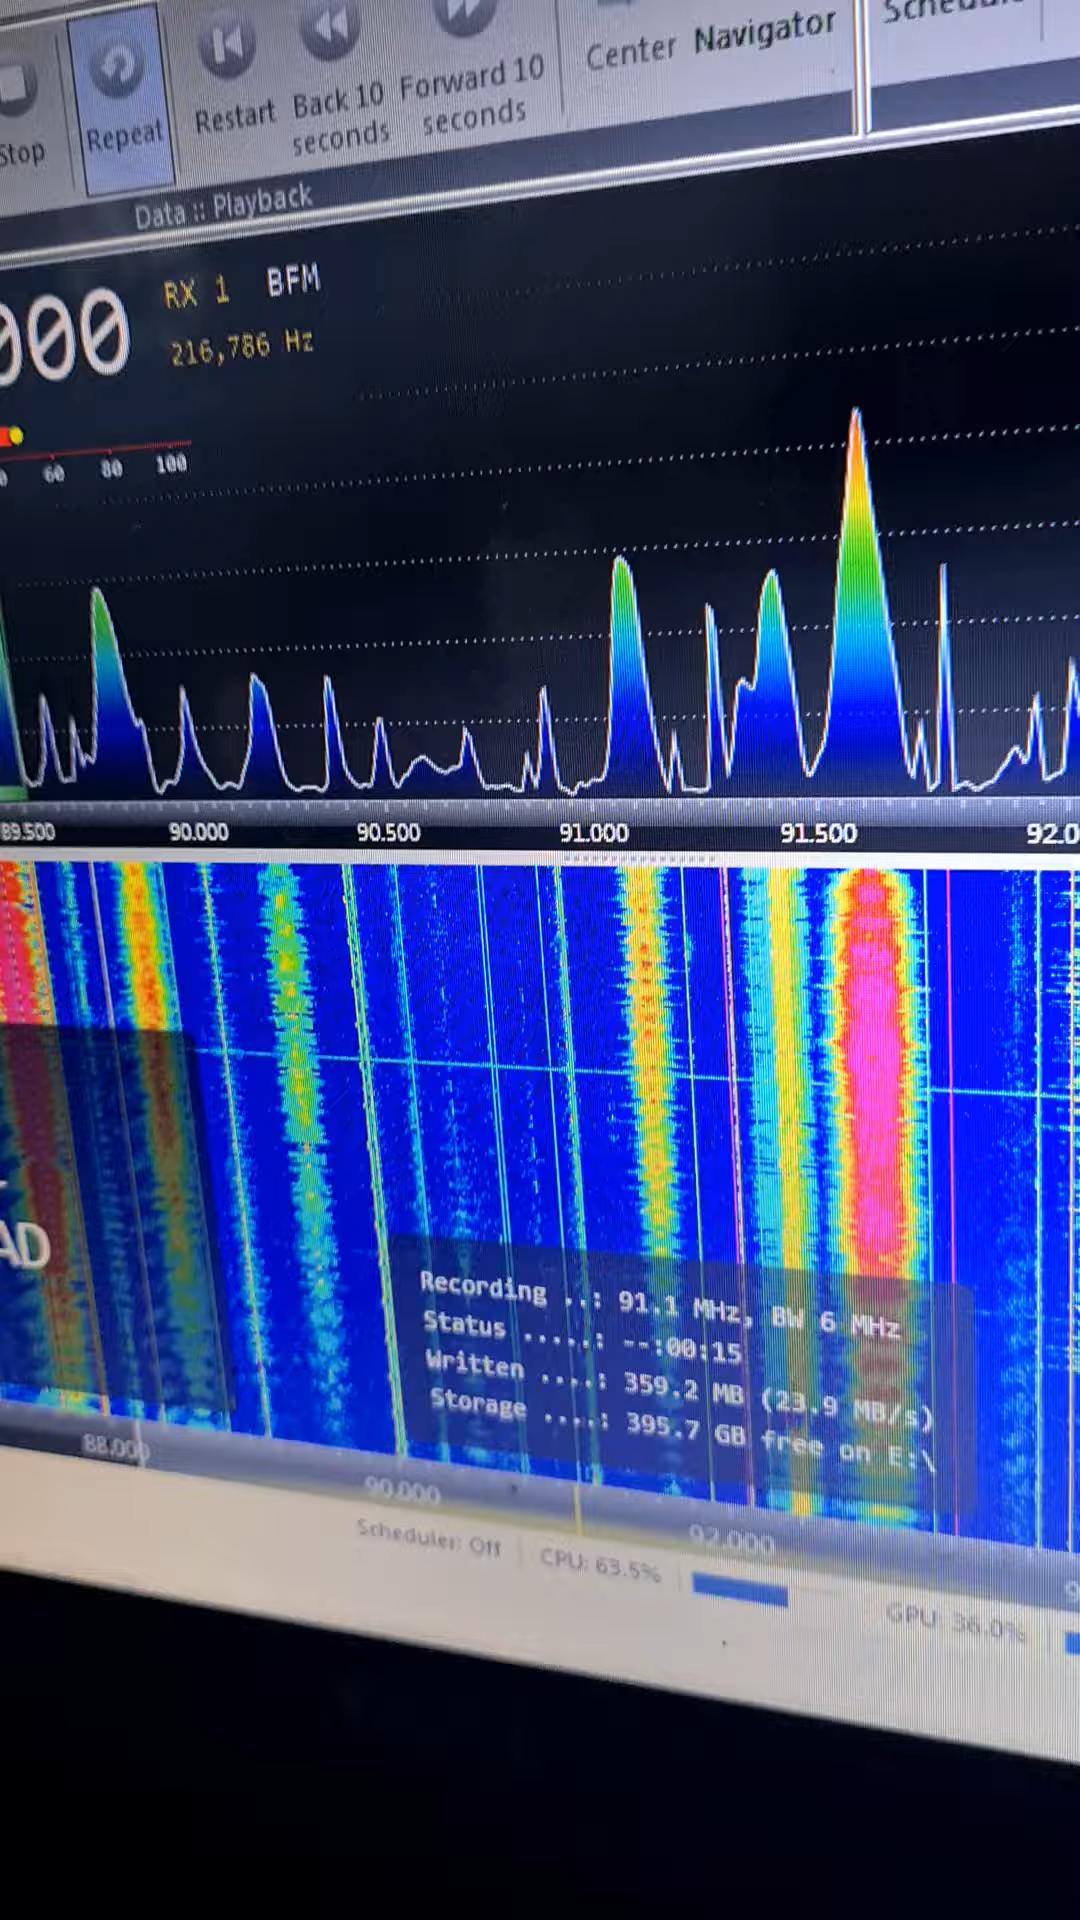 Stop
Repeat
Restart
Back 10 seconds
Forward 10 seconds
Center
Navigator
Data :: Playback
000
RX 1 BFM
216,786 Hz
60 80 100
89.500 90.000 90.500 91.000 91.500 92.0
AD
Recording ..: 91.1 MHz, BW 6 MHz
Status .....: --:00:15
Written ....: 359.2 MB (23.9 MB/s)
Storage ....: 395.7 GB free on E:\
88.000 90.000 92.000
Scheduler: Off CPU: 63.5% GPU: 36.0%